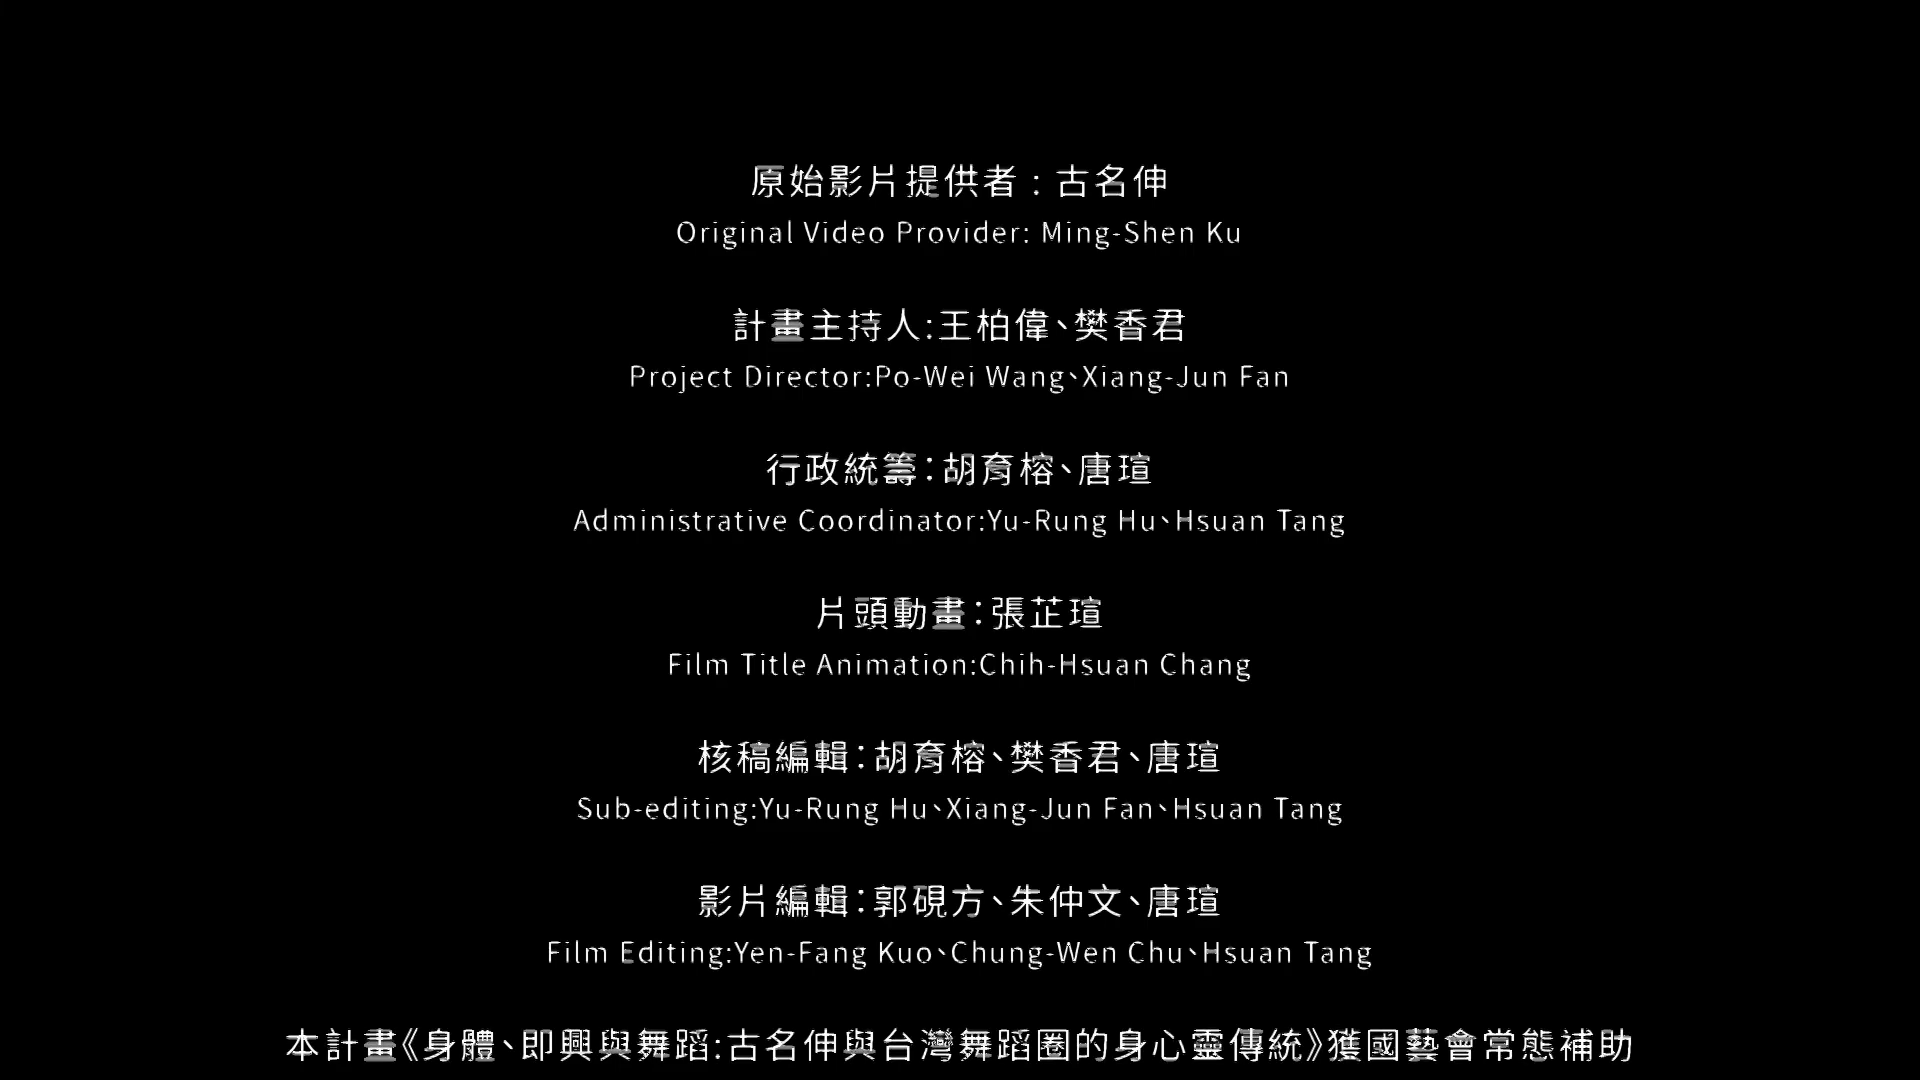 原始影片提供者：古名伸
Original Video Provider: Ming-Shen Ku
計畫主持人:王柏偉、樊香君
Project Director:Po-Wei Wang、Xiang-Jun Fan
行政統籌：胡育榕、唐瑄
Administrative Coordinator:Yu-Rung Hu、Hsuan Tang
片頭動畫：張芷瑄
Film Title Animation:Chih-Hsuan Chang
核稿編輯：胡育榕、樊香君、唐瑄
Sub-editing:Yu-Rung Hu、Xiang-Jun Fan、Hsuan Tang
影片編輯：郭硯方、朱仲文、唐瑄
Film Editing:Yen-Fang Kuo、Chung-Wen Chu、Hsuan Tang
本計畫《身體、即興與舞蹈:古名伸與台灣舞蹈圈的身心靈傳統》獲國藝會常態補助